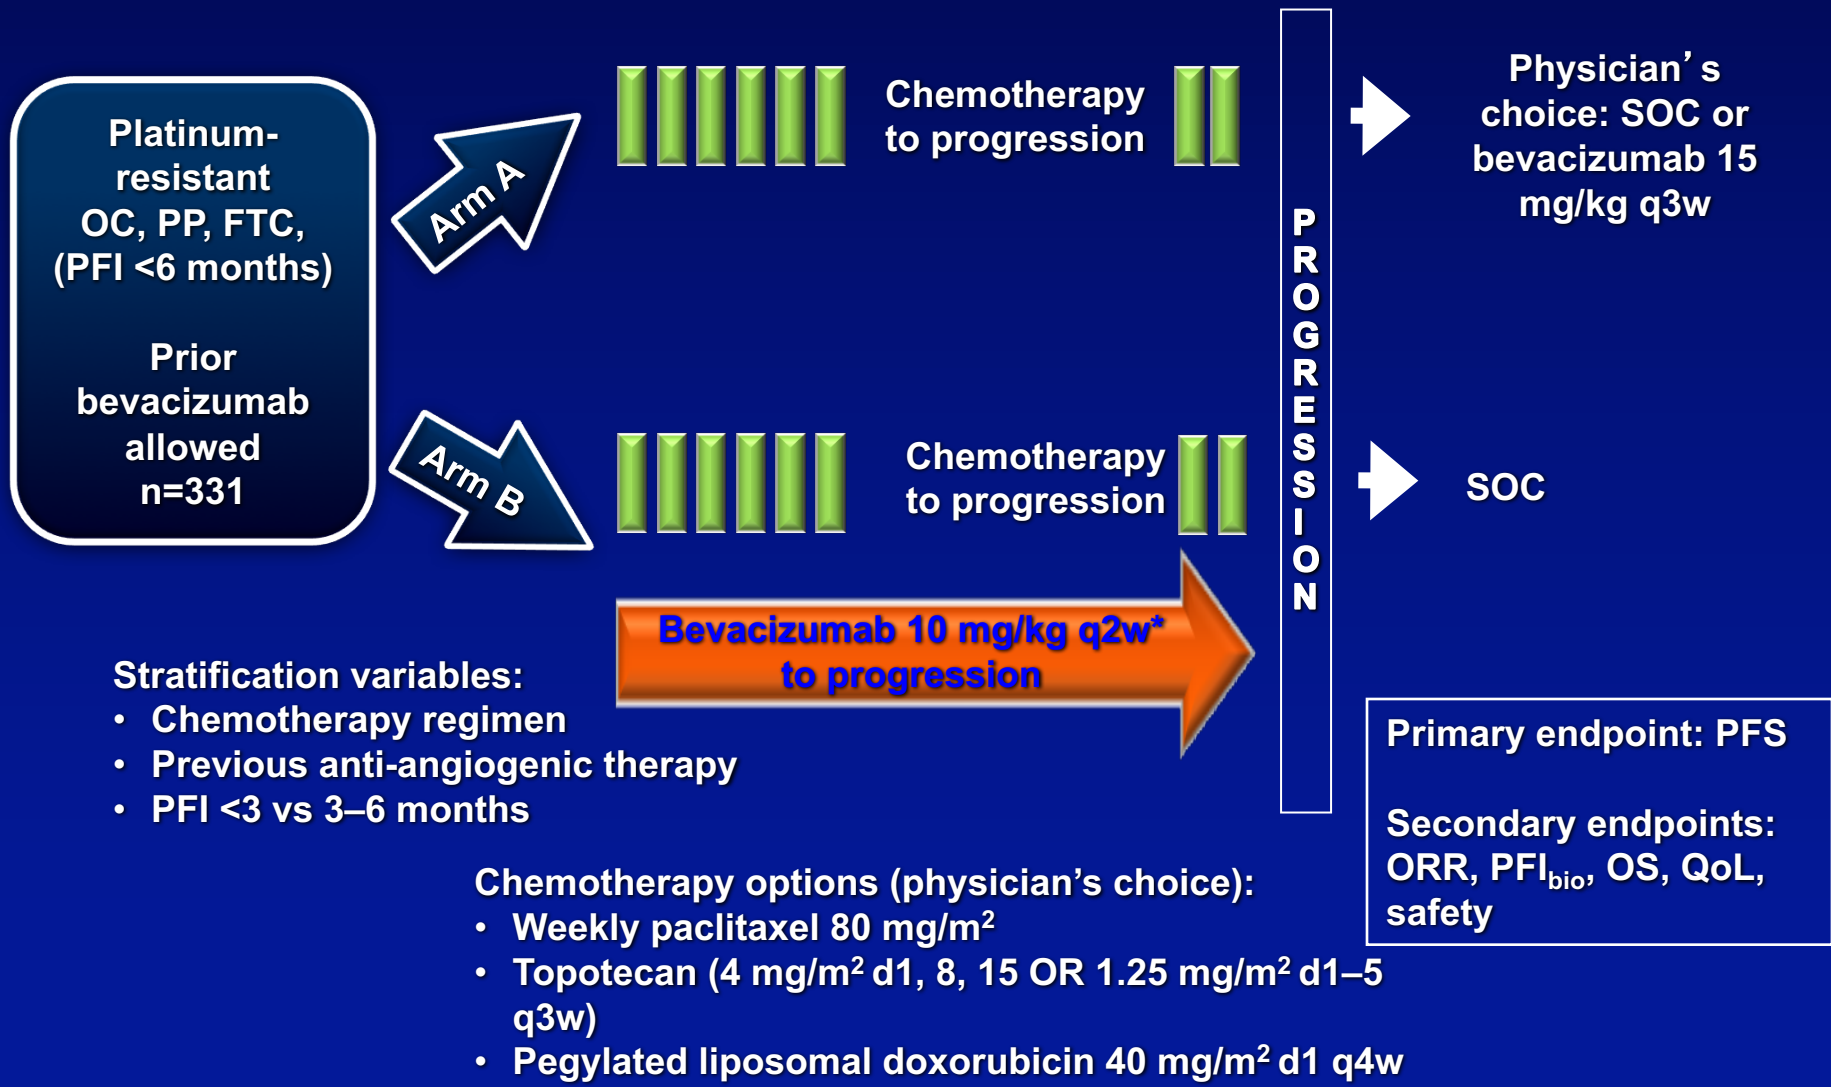 Platinum-
resistant
OC, PP, FTC,
(PFI <6 months)
Prior
bevacizumab
allowed
n=331
Arm A
Chemotherapy
to progression
Arm B
Chemotherapy
to progression
Bevacizumab 10 mg/kg q2w*
to progression
PROGRESSION
Physician’s
choice: SOC or
bevacizumab 15
mg/kg q3w
SOC
Stratification variables:
• Chemotherapy regimen
• Previous anti-angiogenic therapy
• PFI <3 vs 3–6 months
Primary endpoint: PFS
Secondary endpoints:
ORR, PFIbio, OS, QoL,
safety
Chemotherapy options (physician’s choice):
• Weekly paclitaxel 80 mg/m²
• Topotecan (4 mg/m² d1, 8, 15 OR 1.25 mg/m² d1–5
q3w)
• Pegylated liposomal doxorubicin 40 mg/m² d1 q4w